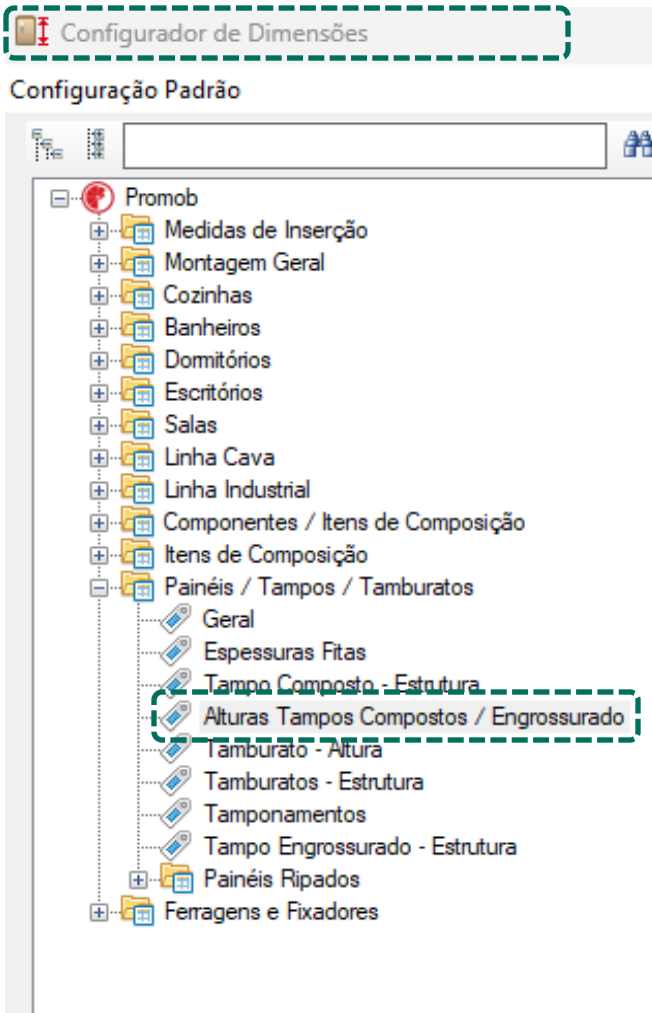 Configurador de Dimensões
Configuração Padrão
Promob
Medidas de Inserção
Montagem Geral
Cozinhas
Banheiros
Dormitórios
Escritórios
Salas
Linha Cava
Linha Industrial
Componentes / Itens de Composição
Itens de Composição
Painéis / Tampos / Tamburatos
Geral
Espessuras Fitas
Tampo Composto - Estrutura
Alturas Tampos Compostos / Engrossurado
Tamburato - Altura
Tamburatos - Estrutura
Tamponamentos
Tampo Engrossurado - Estrutura
Painéis Ripados
Ferragens e Fixadores